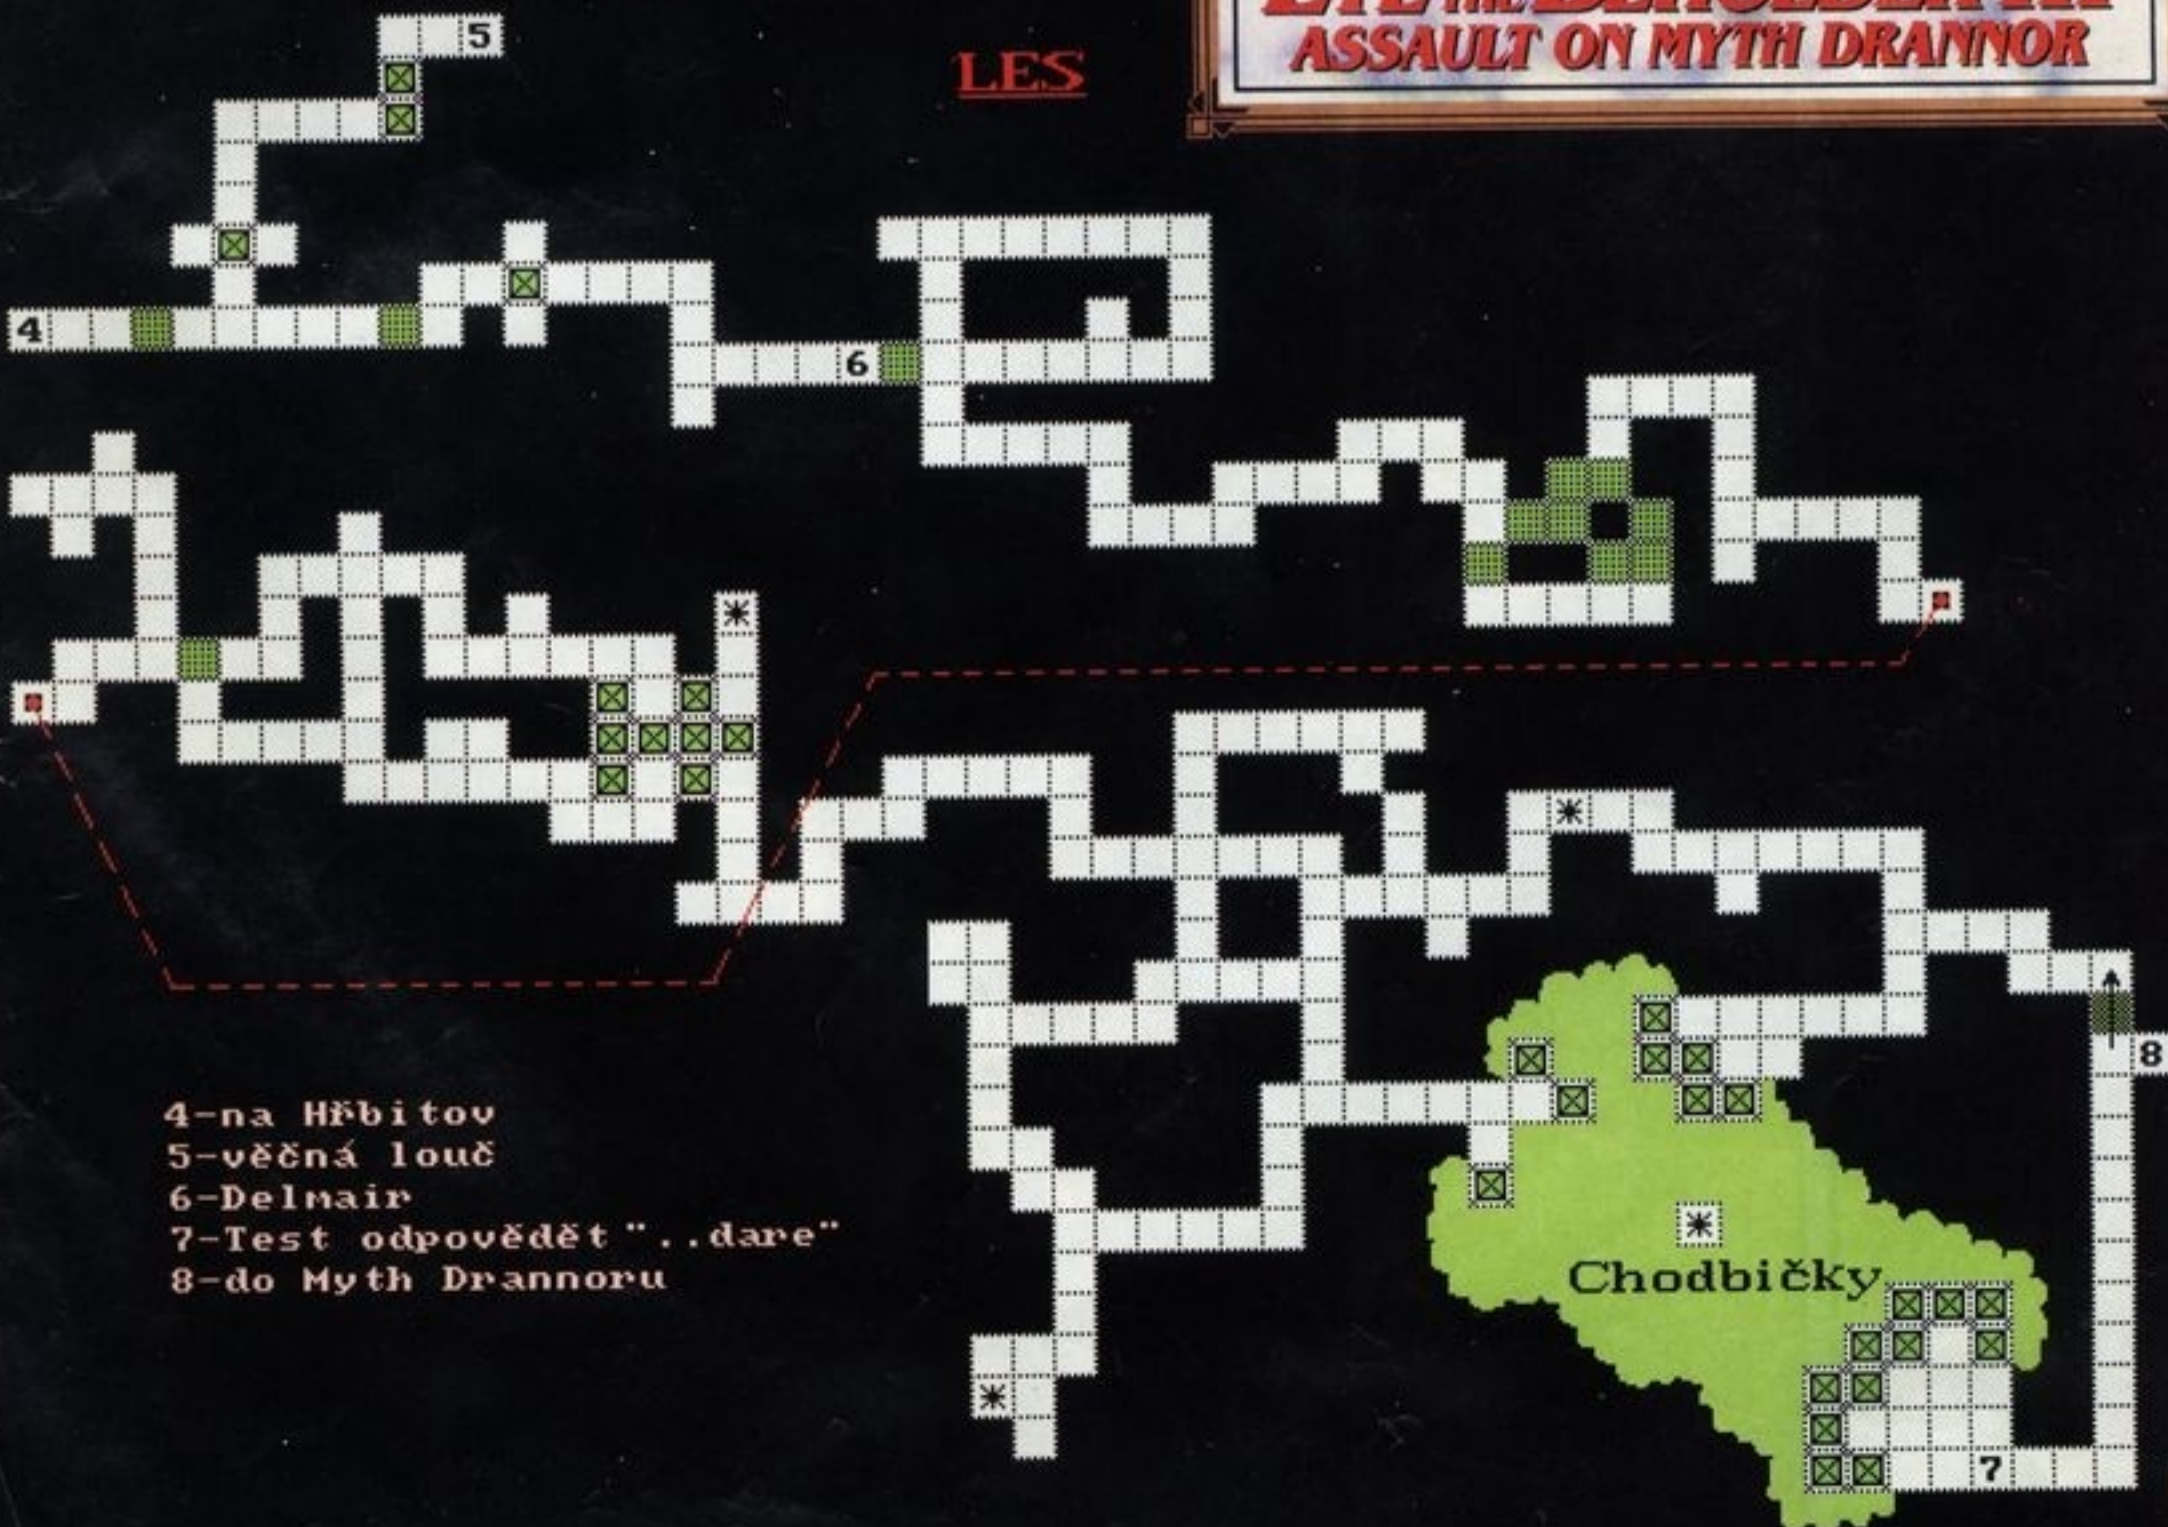 ASSAULT ON MYTH DRANNOR
LES
5
4
6
8
4-na Hřbitov
5-věčná louč
6-Delmair
7-Test odpovědět "..dare"
8-do Myth Drannoru
Chodbičky
7